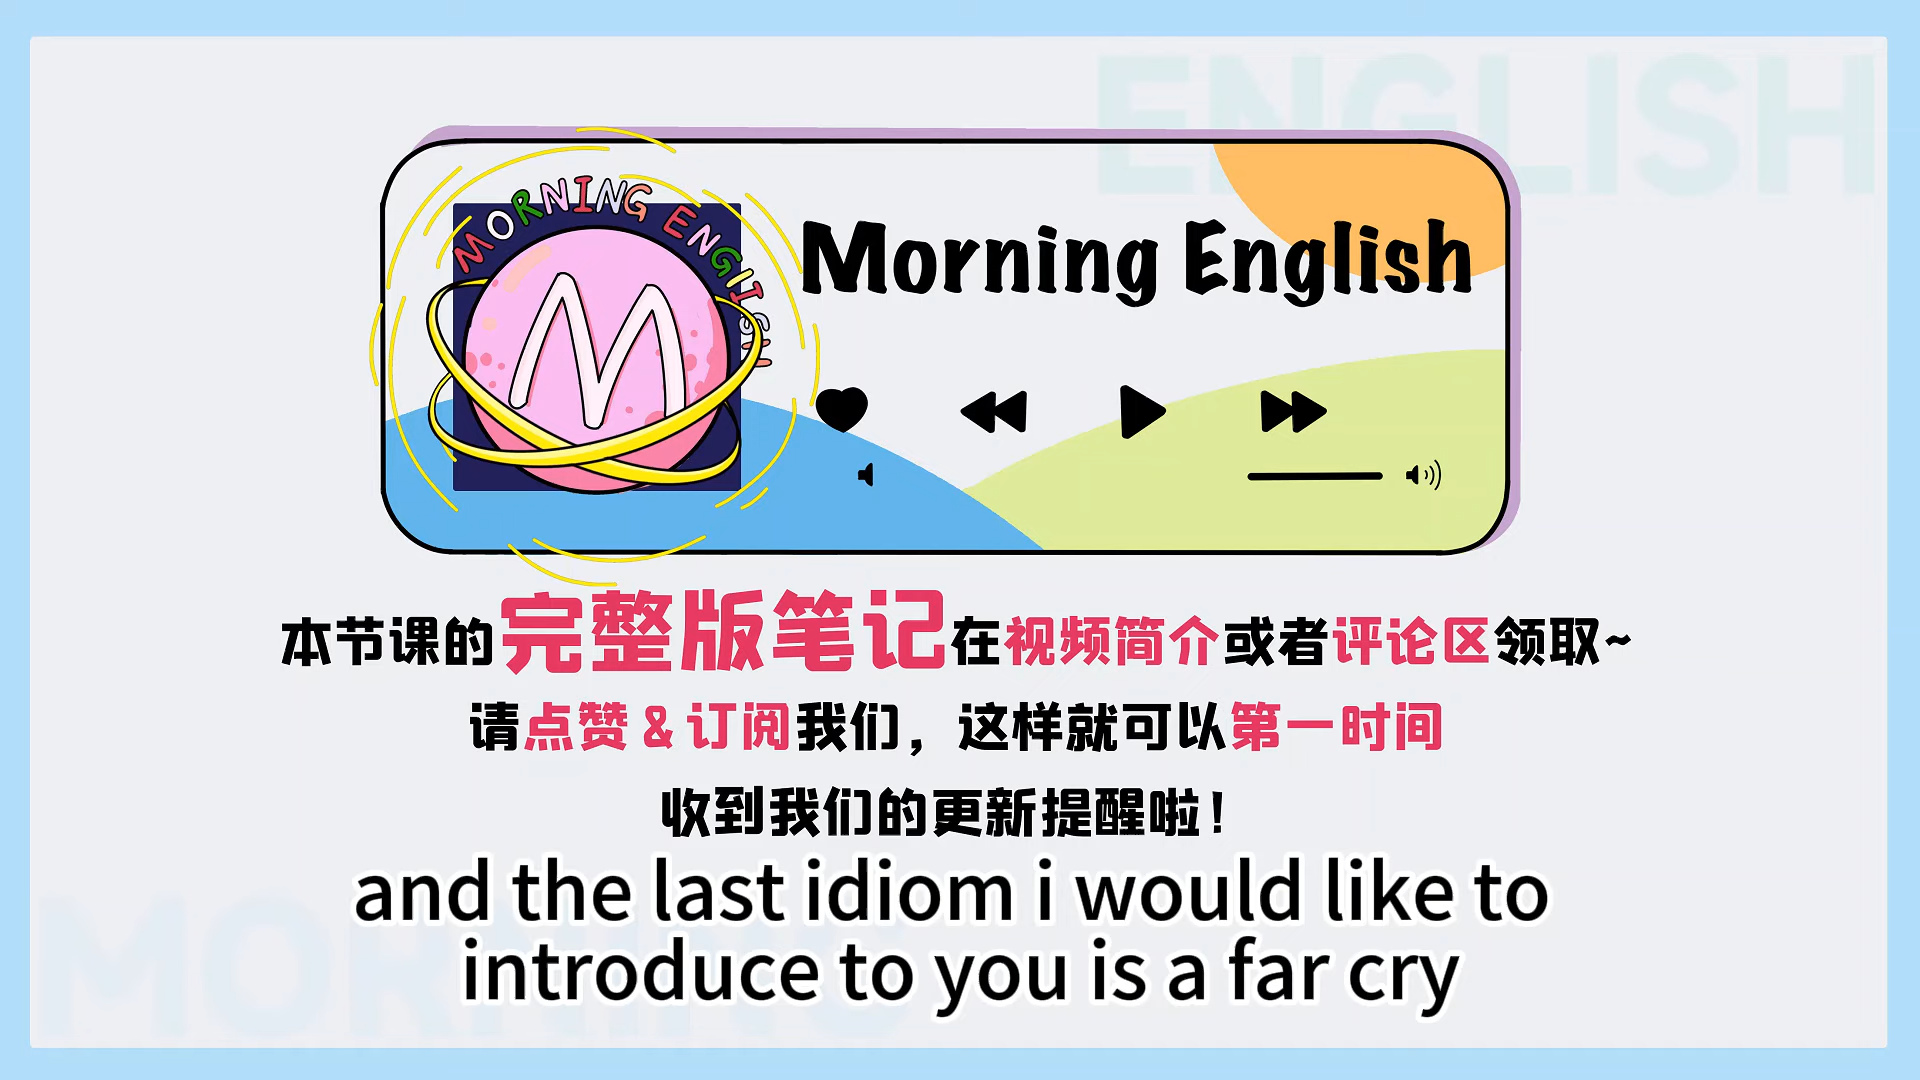 ENGLISH
MORNING ENGLISH
M
Morning English
本节课的完整版笔记在视频简介或者评论区领取~
请点赞&订阅我们，这样就可以第一时间
收到我们的更新提醒啦！
and the last idiom i would like to
introduce to you is a far cry
MORNING